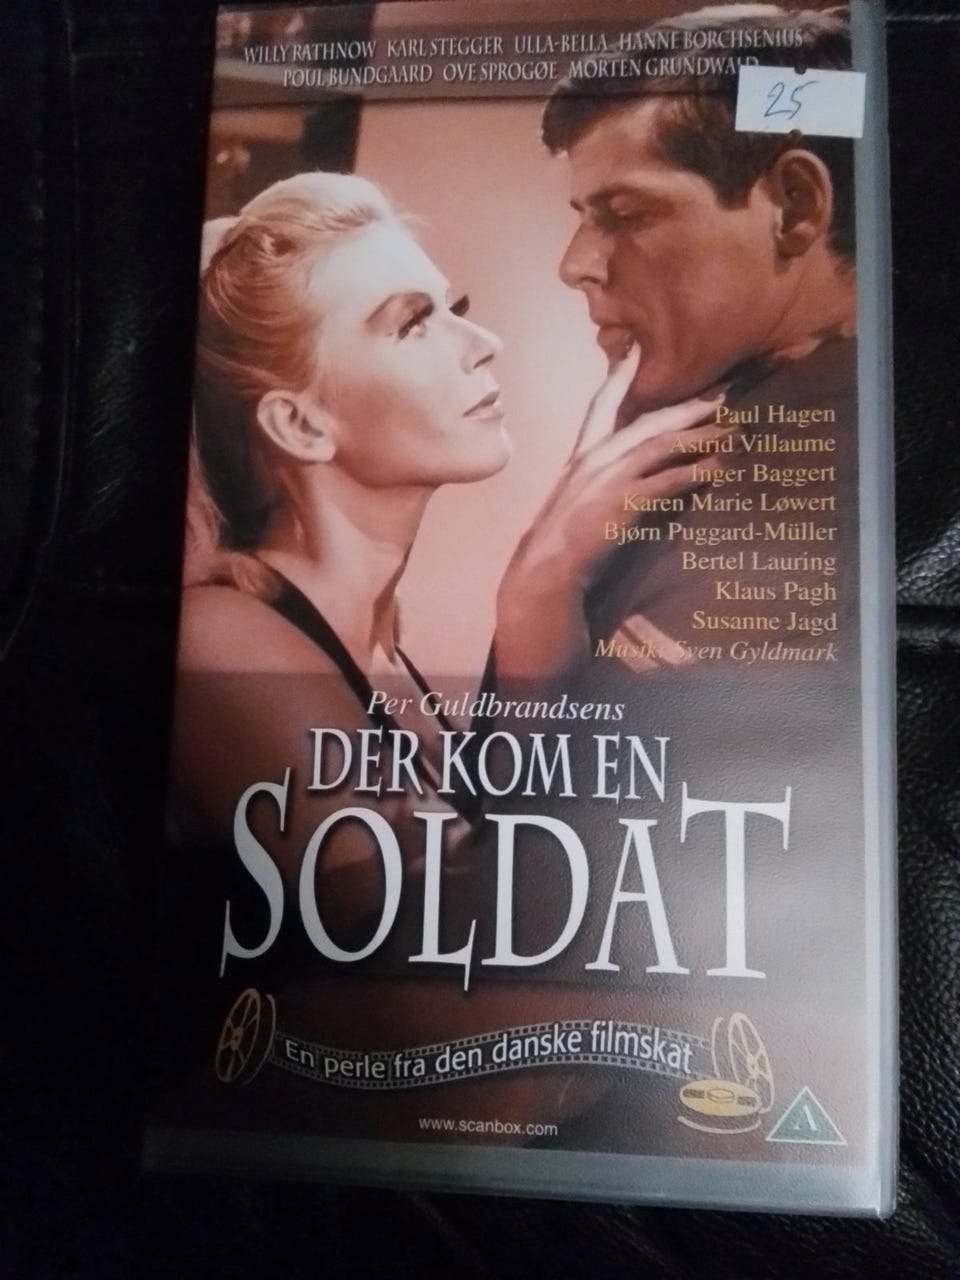 WILLY RATHNOW KARL STEGGER ULLA-BELLA HANNE BORCHSENIUS
POUL BUNDGAARD OVE SPROGØE MORTEN GRUNDWALD
25
Paul Hagen
Astrid Villaume
Inger Baggert
Karen Marie Løwert
Bjørn Puggard-Müller
Bertel Lauring
Klaus Pagh
Susanne Jagd
Musik: Sven Gyldmark
Per Guldbrandsens
DER KOM EN
SOLDAT
En perle fra den danske filmskat
www.scanbox.com
A